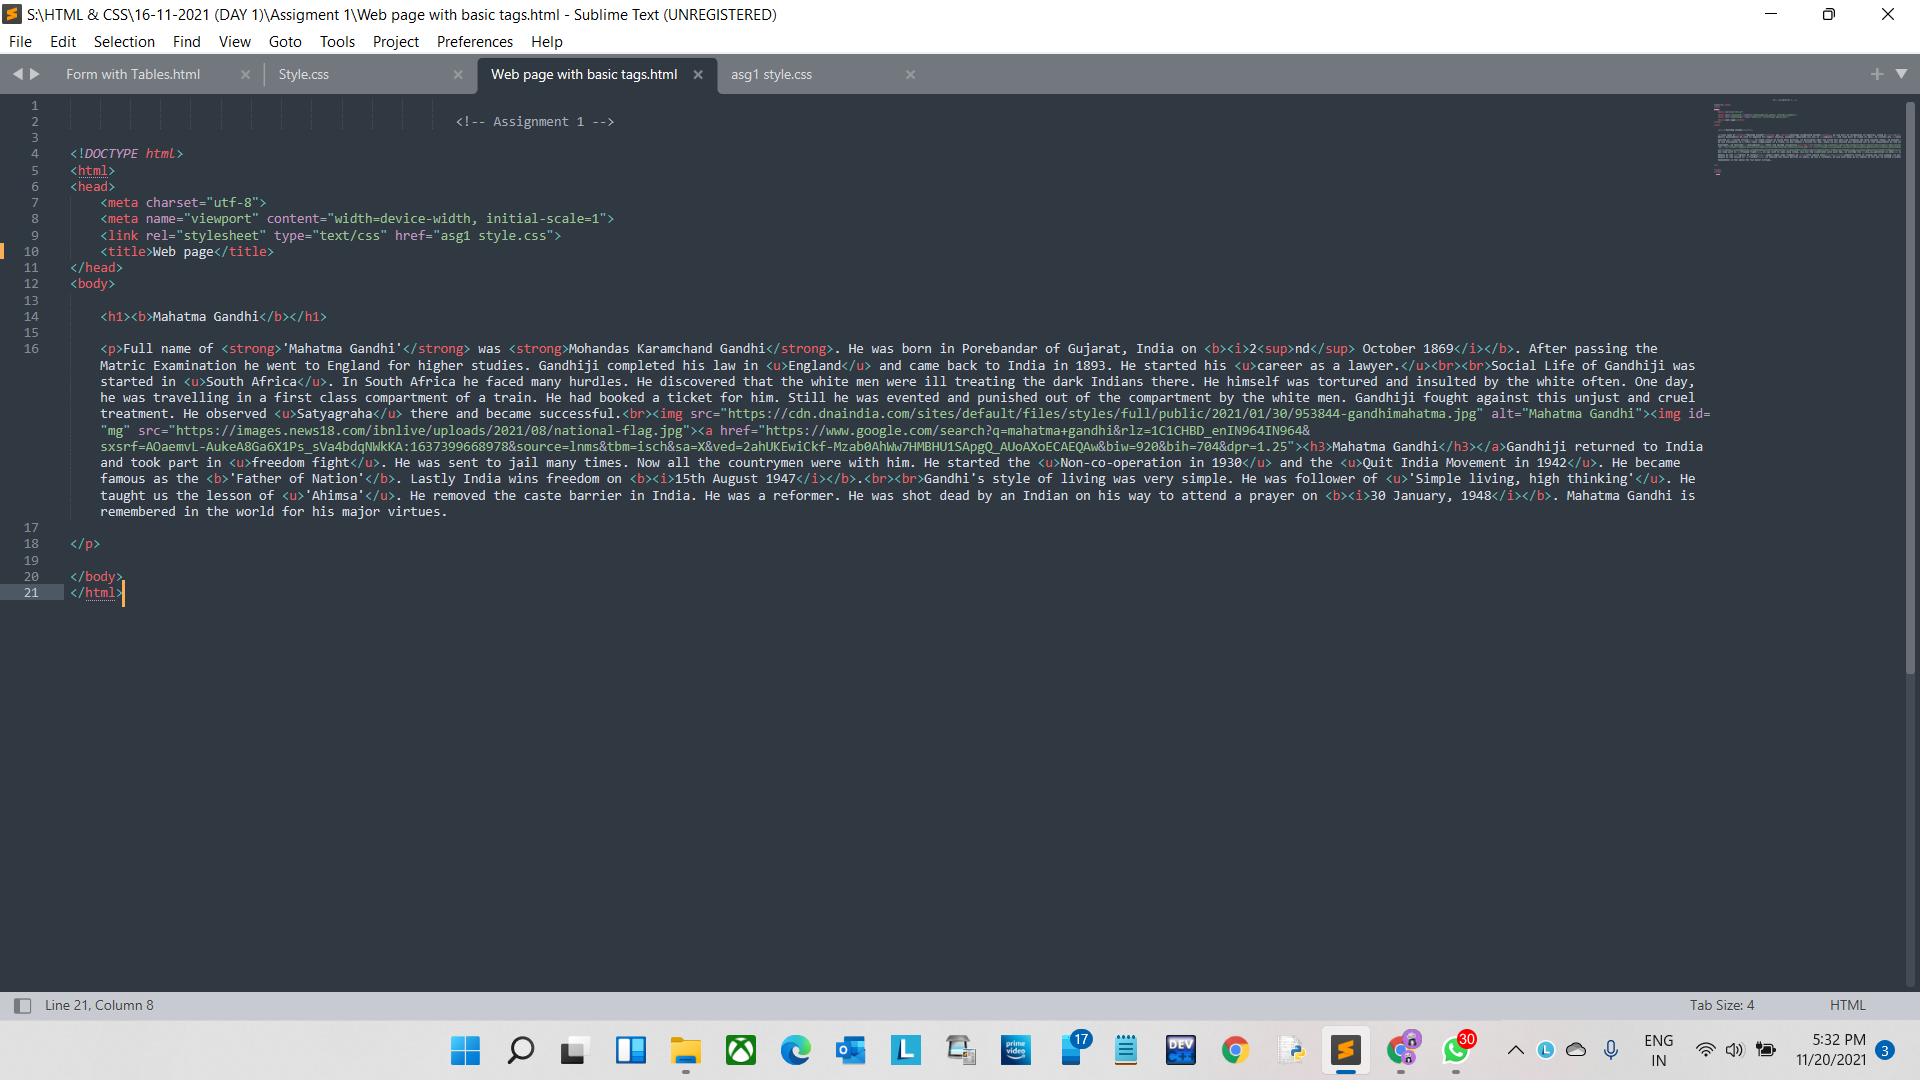 S:\HTML & CSS\16-11-2021 (DAY 1)\Assigment 1\Web page with basic tags.html - Sublime Text (UNREGISTERED)
File Edit Selection Find View Goto Tools Project Preferences Help
Form with Tables.html Style.css Web page with basic tags.html asg1 style.css
1
2 <!-- Assignment 1 -->
3
4 <!DOCTYPE html>
5 <html>
6 <head>
7 <meta charset="utf-8">
8 <meta name="viewport" content="width=device-width, initial-scale=1">
9 <link rel="stylesheet" type="text/css" href="asg1 style.css">
10 <title>Web page</title>
11 </head>
12 <body>
13
14 <h1><b>Mahatma Gandhi</b></h1>
15
16 <p>Full name of <strong>'Mahatma Gandhi'</strong> was <strong>Mohandas Karamchand Gandhi</strong>. He was born in Porebandar of Gujarat, India on <b><i>2<sup>nd</sup> October 1869</i></b>. After passing the
Matric Examination he went to England for higher studies. Gandhiji completed his law in <u>England</u> and came back to India in 1893. He started his <u>career as a lawyer.</u><br><br>Social Life of Gandhiji was
started in <u>South Africa</u>. In South Africa he faced many hurdles. He discovered that the white men were ill treating the dark Indians there. He himself was tortured and insulted by the white often. One day,
he was travelling in a first class compartment of a train. He had booked a ticket for him. Still he was evented and punished out of the compartment by the white men. Gandhiji fought against this unjust and cruel
treatment. He observed <u>Satyagraha</u> there and became successful.<br><img src="https://cdn.dnaindia.com/sites/default/files/styles/full/public/2021/01/30/953844-gandhimahatma.jpg" alt="Mahatma Gandhi"><img id=
"mg" src="https://images.news18.com/ibnlive/uploads/2021/08/national-flag.jpg"><a href="https://www.google.com/search?q=mahatma+gandhi&rlz=1C1CHBD_enIN964IN964&
sxsrf=AOaemvL-AukeA8Ga6X1Ps_sVa4bdqNWkKA:1637399668978&source=lnms&tbm=isch&sa=X&ved=2ahUKEwiCkf-Mzab0AhWw7HMBHU1SApgQ_AUoAXoECAEQAw&biw=920&bih=704&dpr=1.25"><h3>Mahatma Gandhi</h3></a>Gandhiji returned to India
and took part in <u>freedom fight</u>. He was sent to jail many times. Now all the countrymen were with him. He started the <u>Non-co-operation in 1930</u> and the <u>Quit India Movement in 1942</u>. He became
famous as the <b>'Father of Nation'</b>. Lastly India wins freedom on <b><i>15th August 1947</i></b>.<br><br>Gandhi's style of living was very simple. He was follower of <u>'Simple living, high thinking'</u>. He
taught us the lesson of <u>'Ahimsa'</u>. He removed the caste barrier in India. He was a reformer. He was shot dead by an Indian on his way to attend a prayer on <b><i>30 January, 1948</i></b>. Mahatma Gandhi is
remembered in the world for his major virtues.
17
18 </p>
19
20 </body>
21 </html>
Line 21, Column 8 Tab Size: 4 HTML
L prime video 17 DEV C++ 30 L ENG IN 5:32 PM 11/20/2021 3